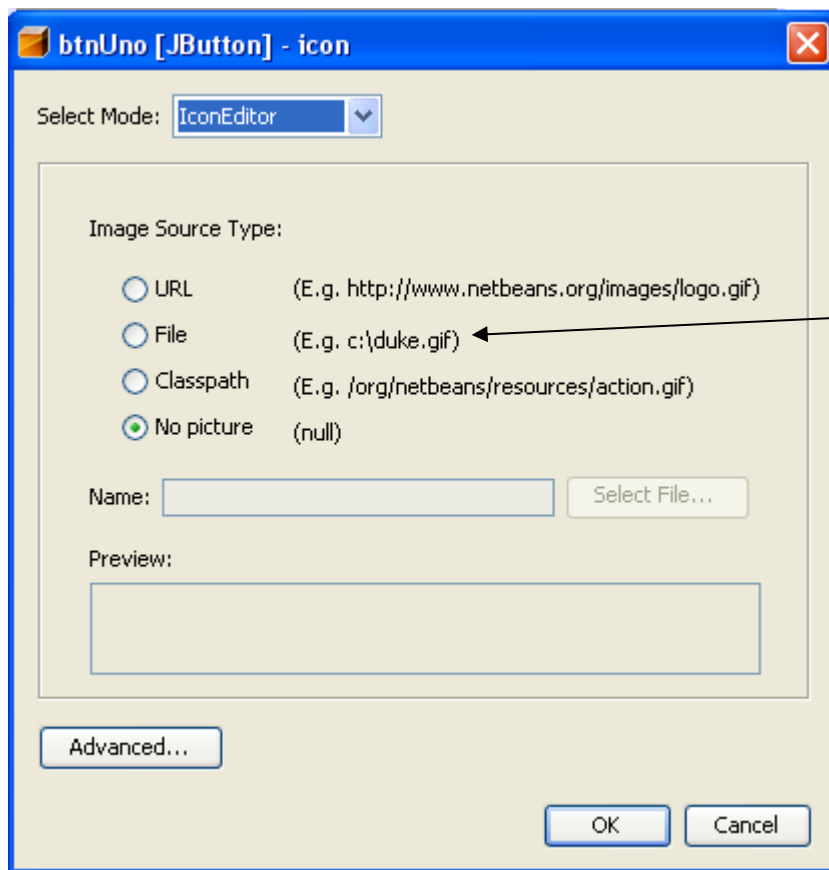 btnUno [JButton] - icon
Select Mode: IconEditor
Image Source Type:
URL (E.g. http://www.netbeans.org/images/logo.gif)
File (E.g. c:\duke.gif)
Classpath (E.g. /org/netbeans/resources/action.gif)
No picture (null)
Name: Select File...
Preview:
Advanced...
OK Cancel